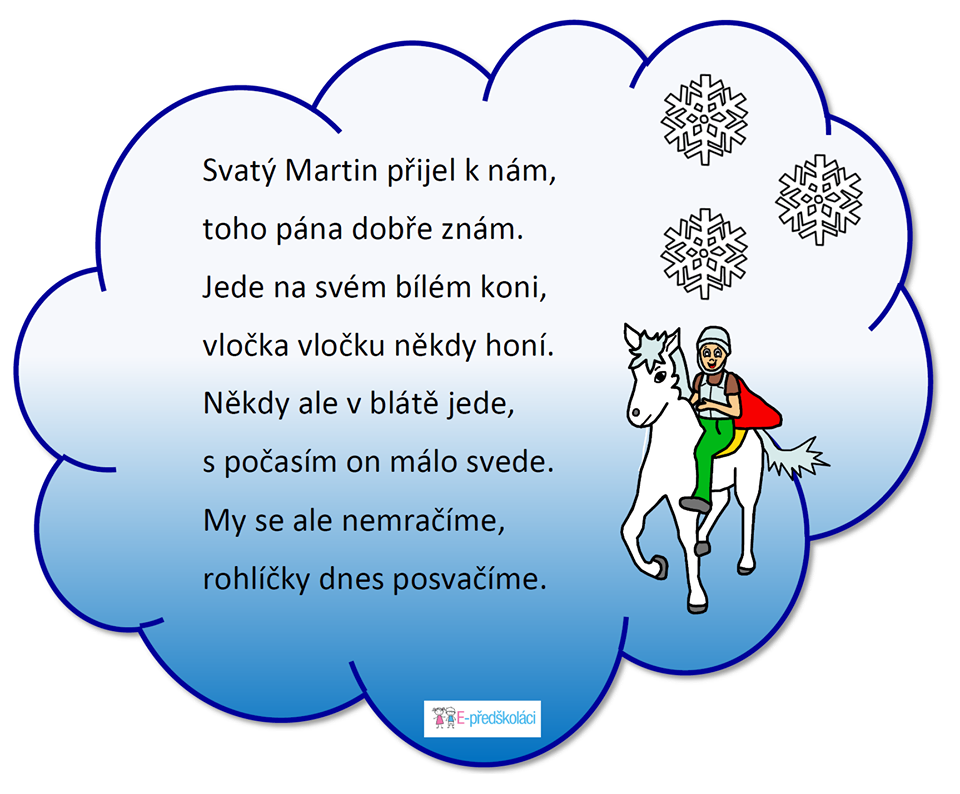 Svatý Martin přijel k nám,
toho pána dobře znám.
Jede na svém bílém koni,
vločka vločku někdy honí.
Někdy ale v blátě jede,
s počasím on málo svede.
My se ale nemračíme,
rohlíčky dnes posvačíme.
E-předškoláci